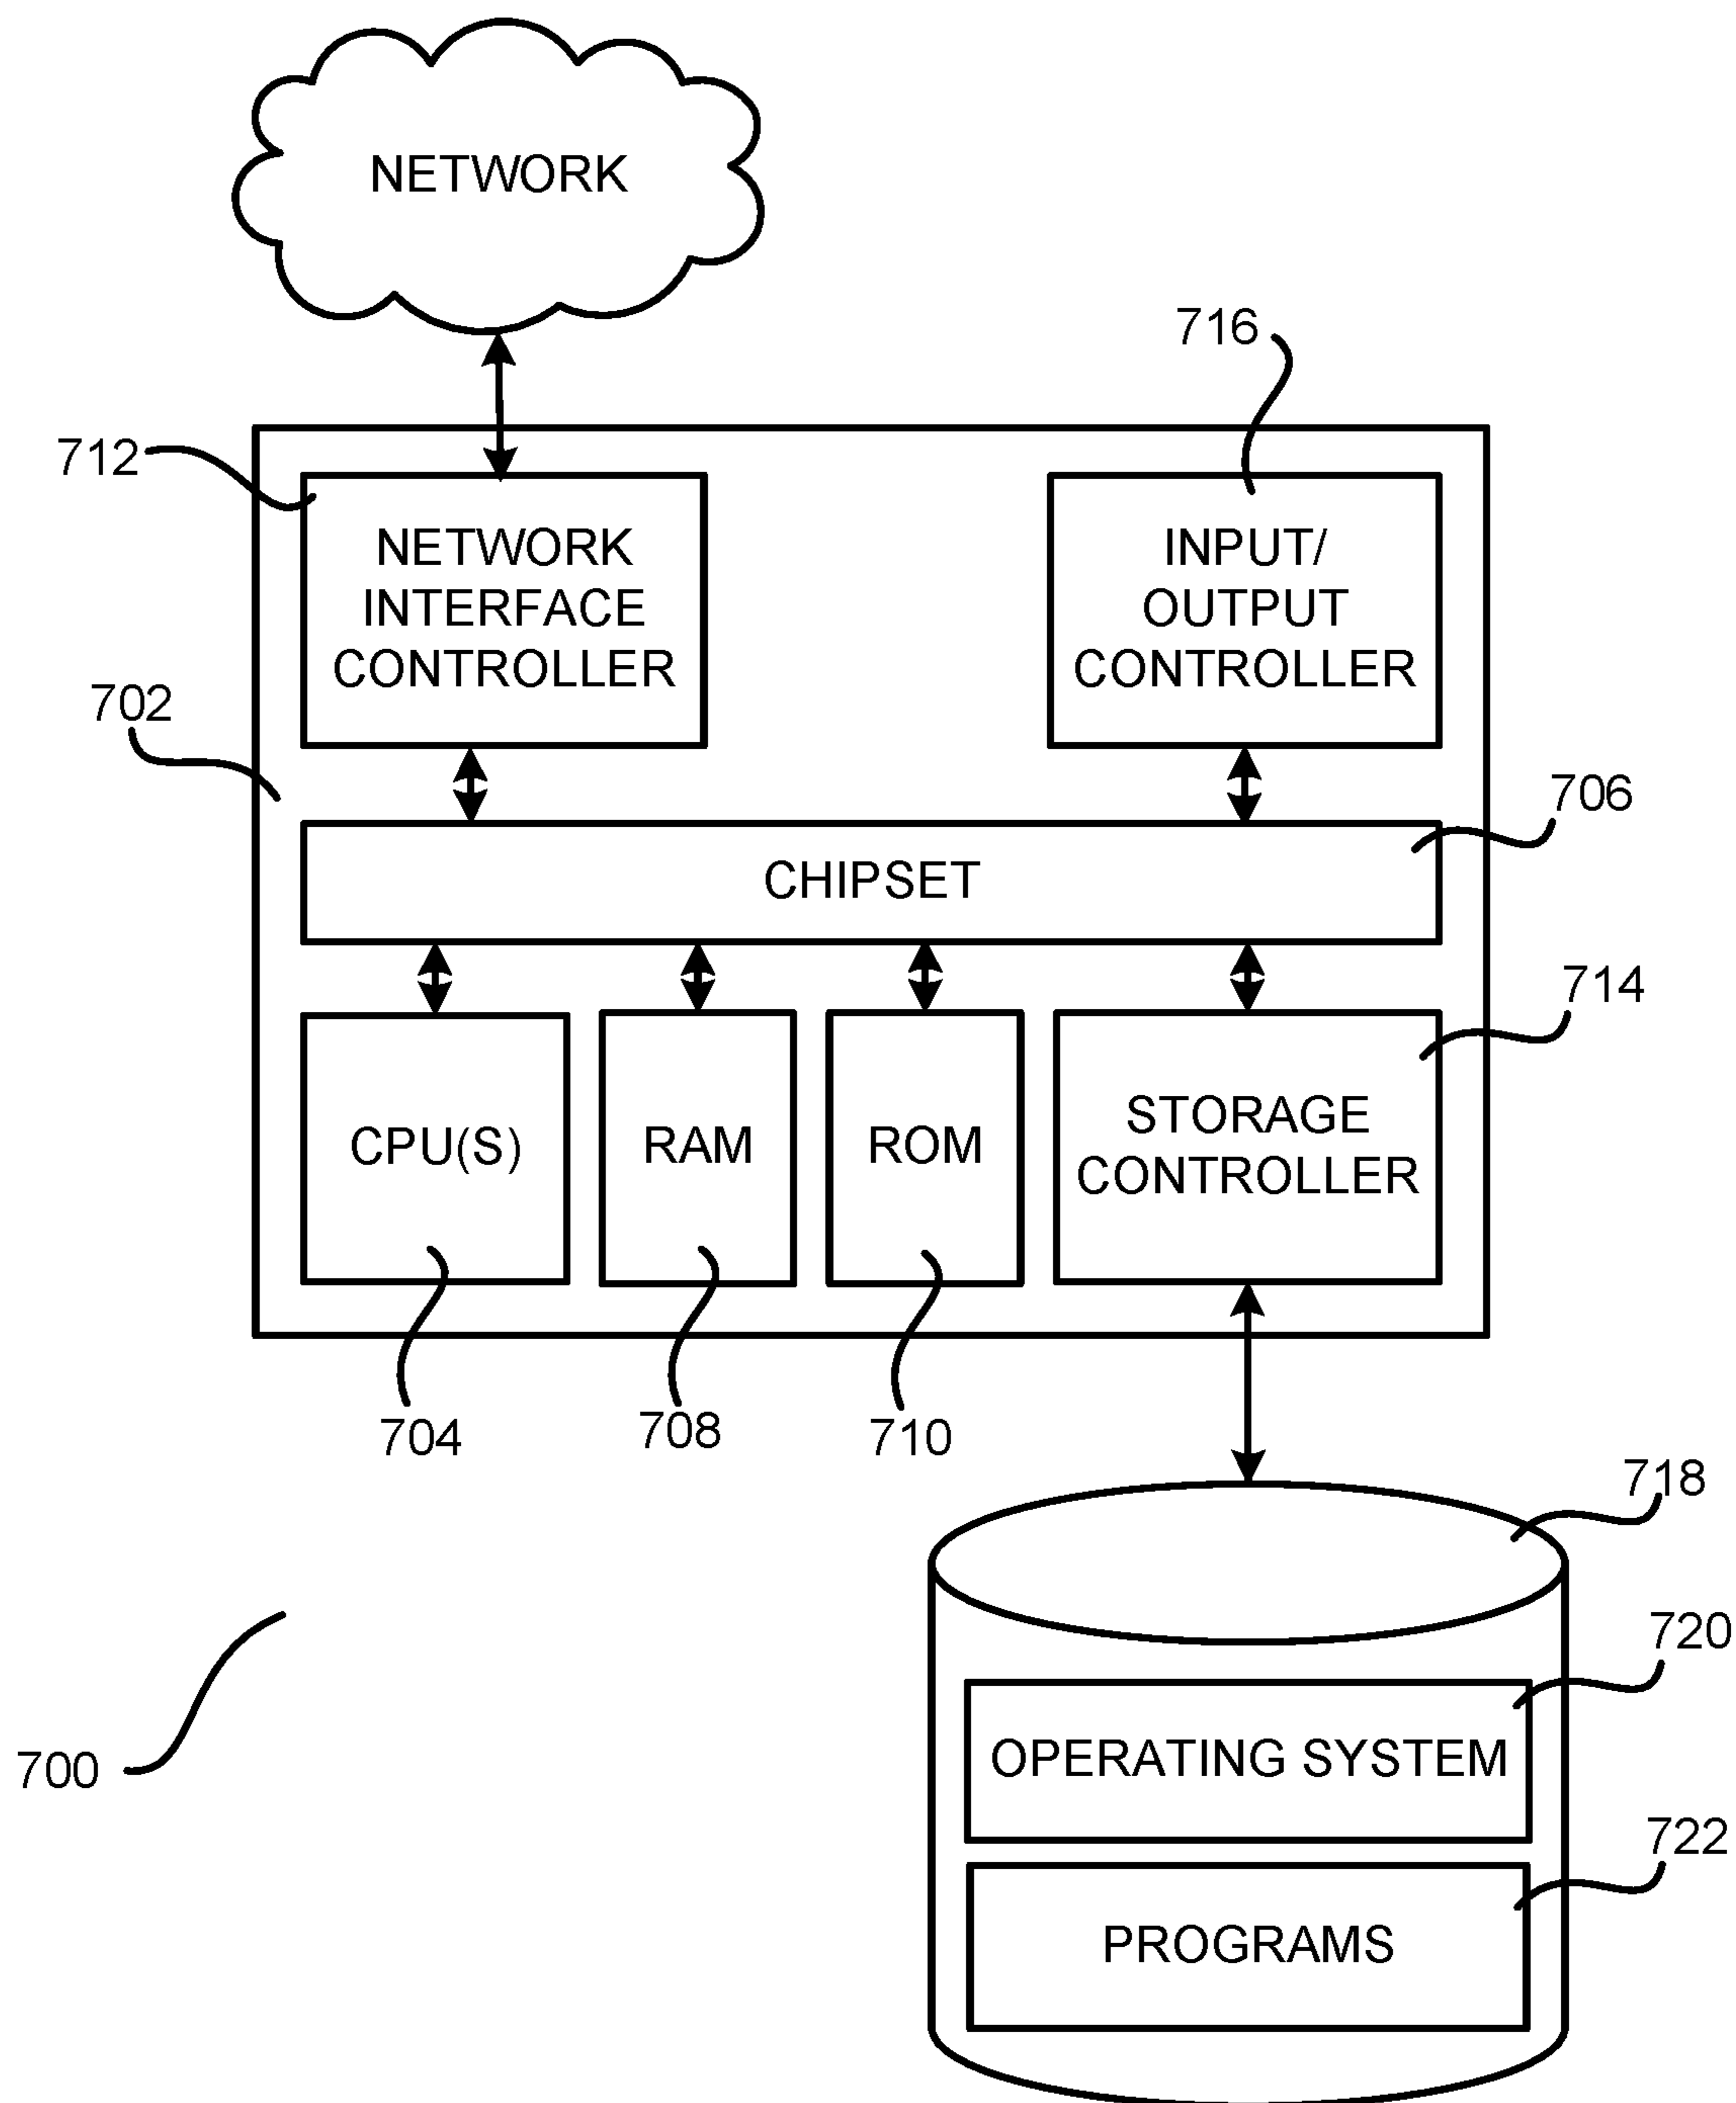 NETWORK
716
712
NETWORK
INTERFACE
CONTROLLER
INPUT/
OUTPUT
CONTROLLER
702
706
CHIPSET
714
CPU(S)
RAM
ROM
STORAGE
CONTROLLER
704
708
710
718
720
OPERATING SYSTEM
700
722
PROGRAMS